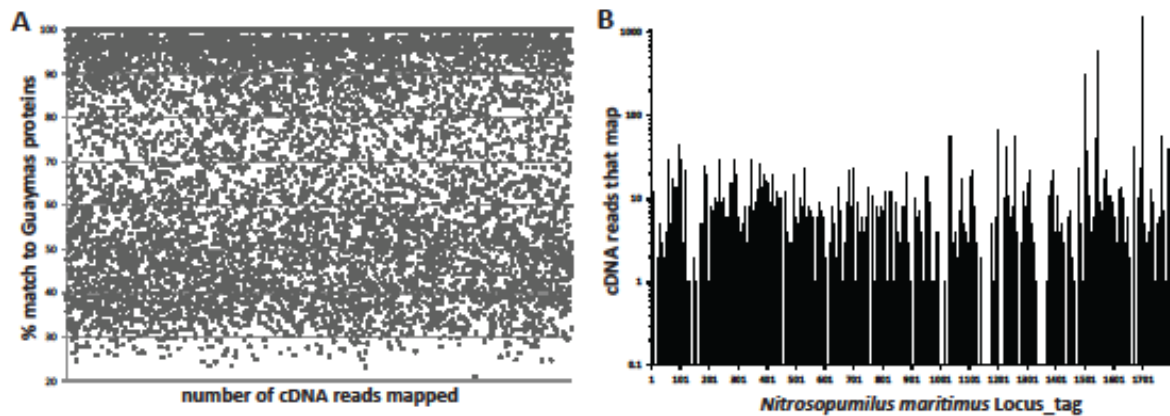 A
% match to Guaymas proteins
100
90
80
70
60
50
40
30
20
number of cDNA reads mapped
B
cDNA reads that map
1000
100
10
1
0.1
1 101 201 301 401 501 601 701 801 901 1001 1101 1201 1301 1401 1501 1601 1701
Nitrosopumilus maritimus Locus_tag